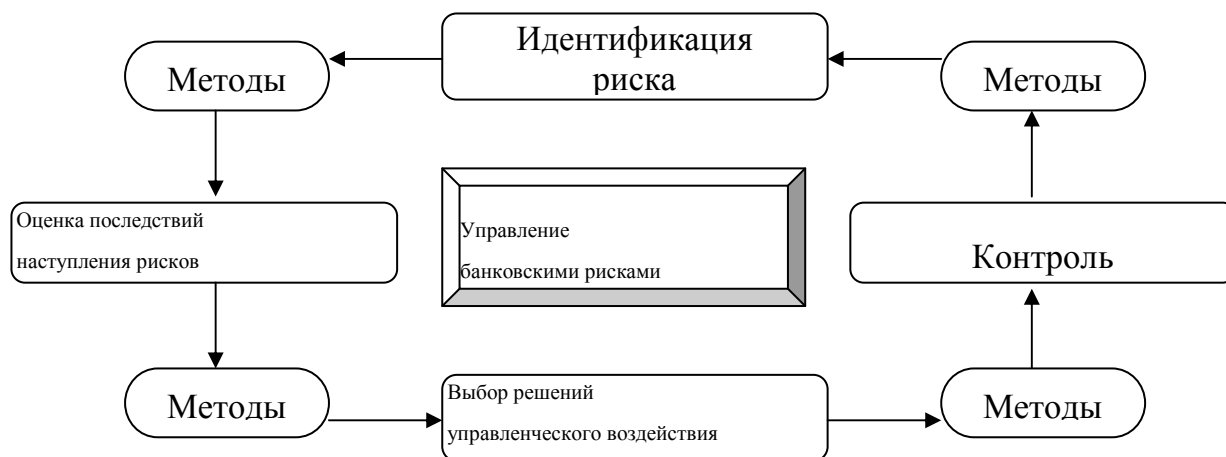 Идентификация
риска
Методы
Методы
Оценка последствий
наступления рисков
Управление
банковскими рисками
Контроль
Методы
Выбор решений
управленческого воздействия
Методы